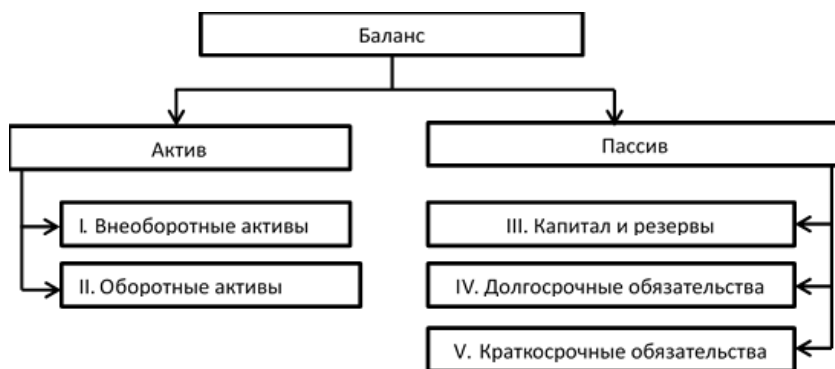 Баланс
Актив
Пассив
I. Внеоборотные активы
III. Капитал и резервы
II. Оборотные активы
IV. Долгосрочные обязательства
V. Краткосрочные обязательства